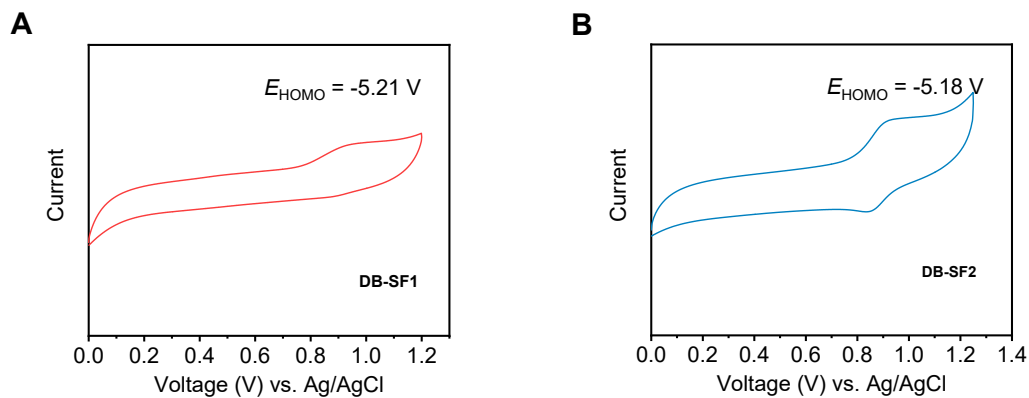 A
E_HOMO = -5.21 V
Current
DB-SF1
0.0 0.2 0.4 0.6 0.8 1.0 1.2
Voltage (V) vs. Ag/AgCl
B
E_HOMO = -5.18 V
Current
DB-SF2
0.0 0.2 0.4 0.6 0.8 1.0 1.2 1.4
Voltage (V) vs. Ag/AgCl